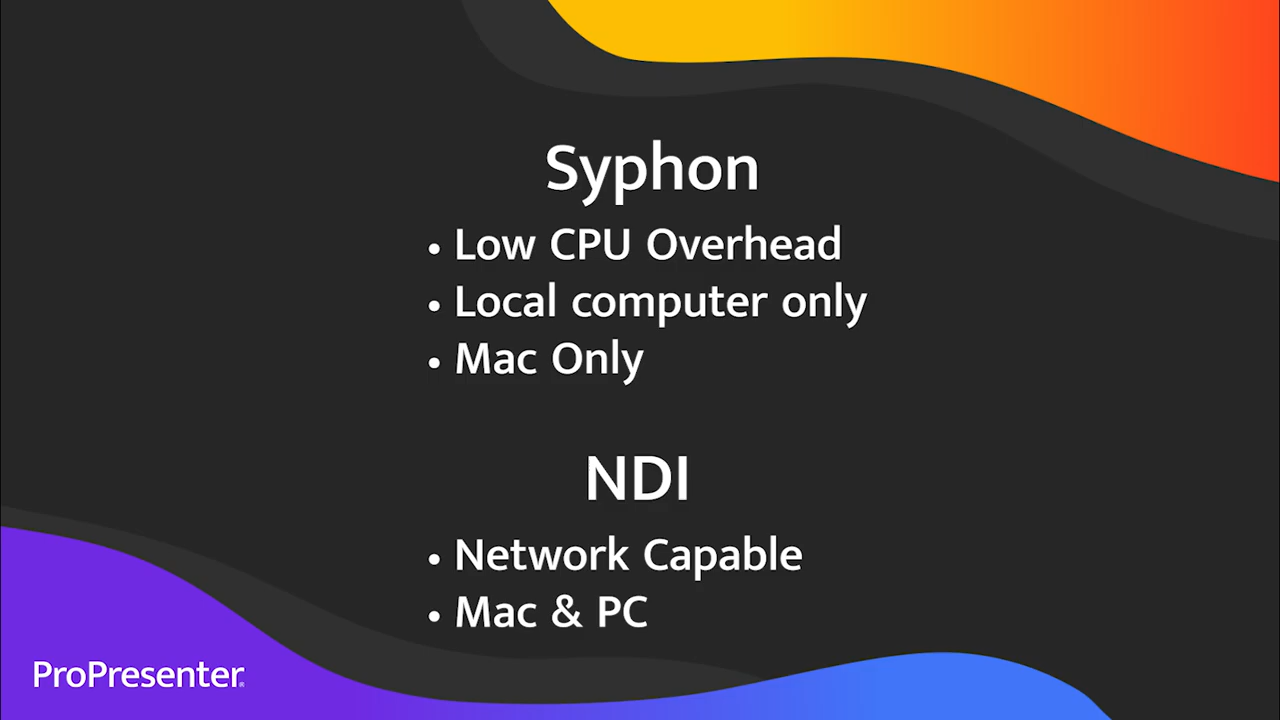 Syphon
• Low CPU Overhead
• Local computer only
• Mac Only
NDI
• Network Capable
• Mac & PC
ProPresenter®